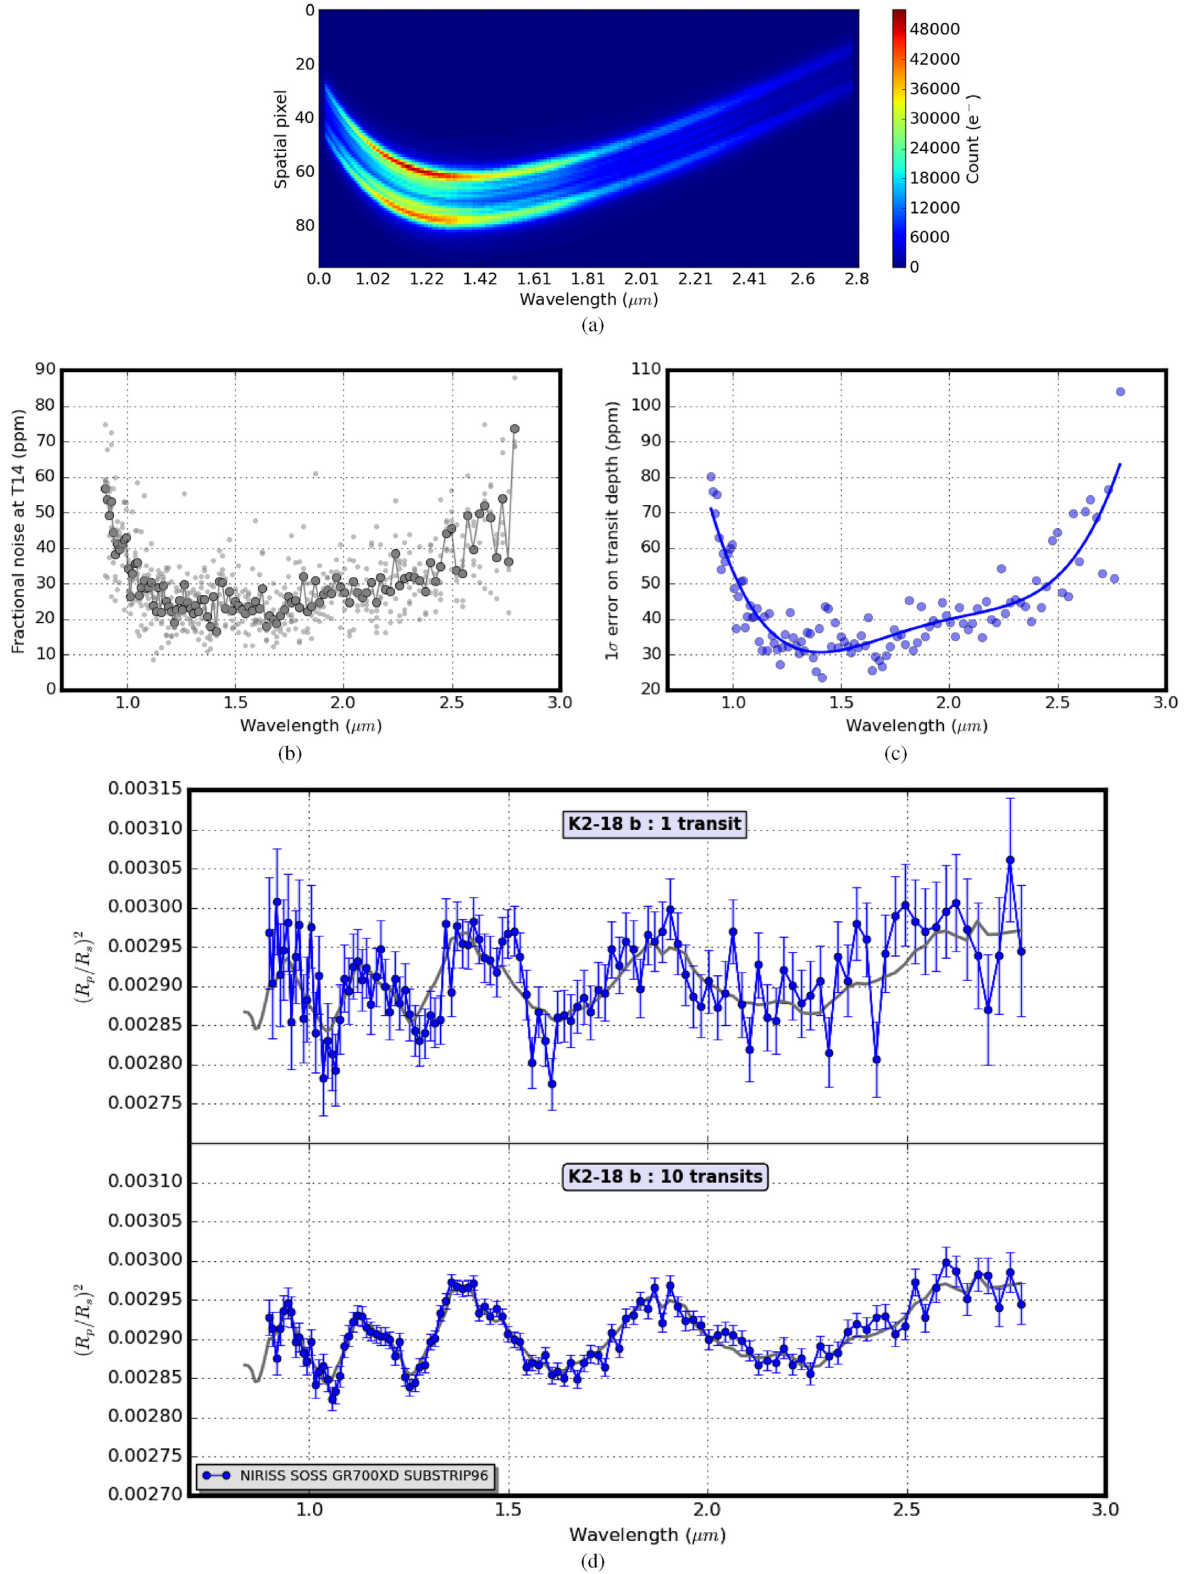 0
20
40
60
80
Spatial pixel
0.0 1.02 1.22 1.42 1.61 1.81 2.01 2.21 2.41 2.6 2.8
Wavelength (μm)
48000
42000
36000
30000
24000
18000
12000
6000
0
Count (e⁻)
(a)
90
80
70
60
50
40
30
20
10
0
Fractional noise at T14 (ppm)
1.0 1.5 2.0 2.5 3.0
Wavelength (μm)
(b)
110
100
90
80
70
60
50
40
30
20
1σ error on transit depth (ppm)
1.0 1.5 2.0 2.5 3.0
Wavelength (μm)
(c)
0.00315
0.00310
0.00305
0.00300
0.00295
0.00290
0.00285
0.00280
0.00275
(Rp/Rs)²
K2-18 b : 1 transit
0.00310
0.00305
0.00300
0.00295
0.00290
0.00285
0.00280
0.00275
0.00270
(Rp/Rs)²
K2-18 b : 10 transits
NIRISS SOSS GR700XD SUBSTRIP96
1.0 1.5 2.0 2.5 3.0
Wavelength (μm)
(d)